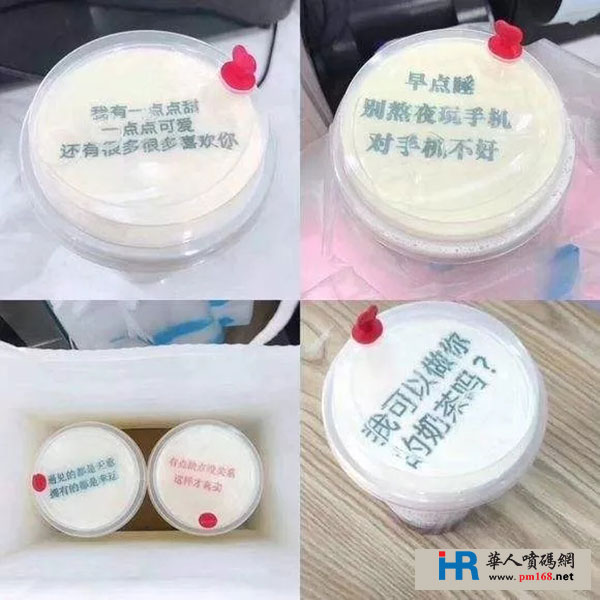 我有一点点甜
一点点可爱
还有很多很多喜欢你
早点睡
别熬夜玩手机
对手机不好
遇见的都是天意
拥有的都是幸运
有点缺点没关系
这样才真实
我可以做你
的奶茶吗?
HR 華人噴碼網
www.pm168.net